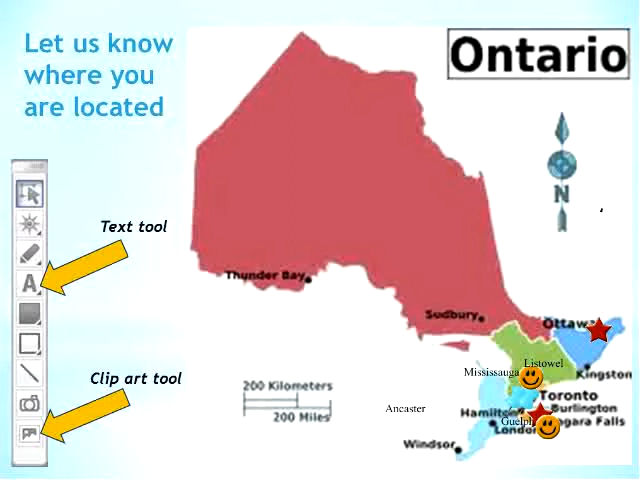 Let us know
where you
are located
Ontario
N
Text tool
A
Thunder Bay
Sudbury
Ottawa
Listowel
Mississauga
Kingston
Clip art tool
200 Kilometers
200 Miles
Toronto
Ancaster
Hamilton
Burlington
Guelph
London
agara Falls
Windsor